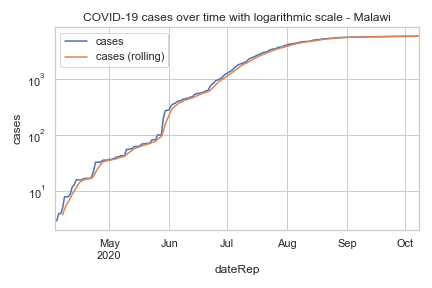 COVID-19 cases over time with logarithmic scale - Malawi
cases
cases (rolling)
10³
10²
10¹
cases
May
2020
Jun
Jul
Aug
Sep
Oct
dateRep